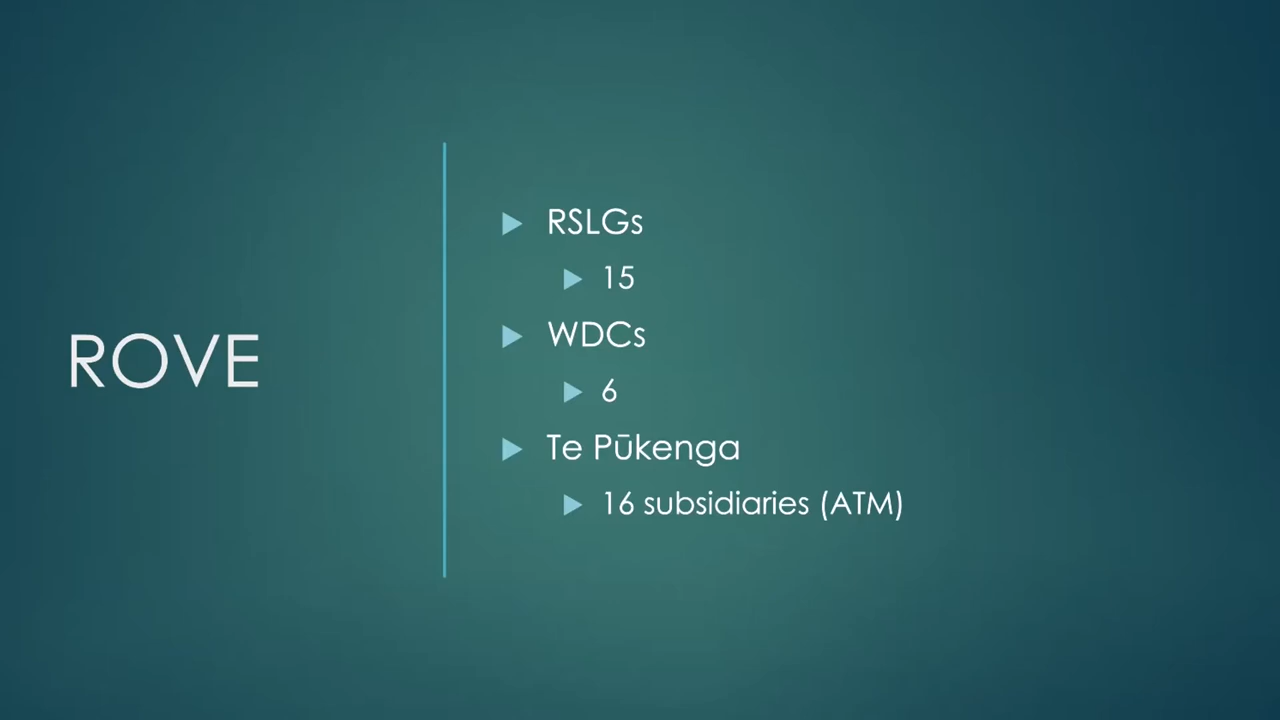 ROVE
RSLGs
15
WDCs
6
Te Pūkenga
16 subsidiaries (ATM)